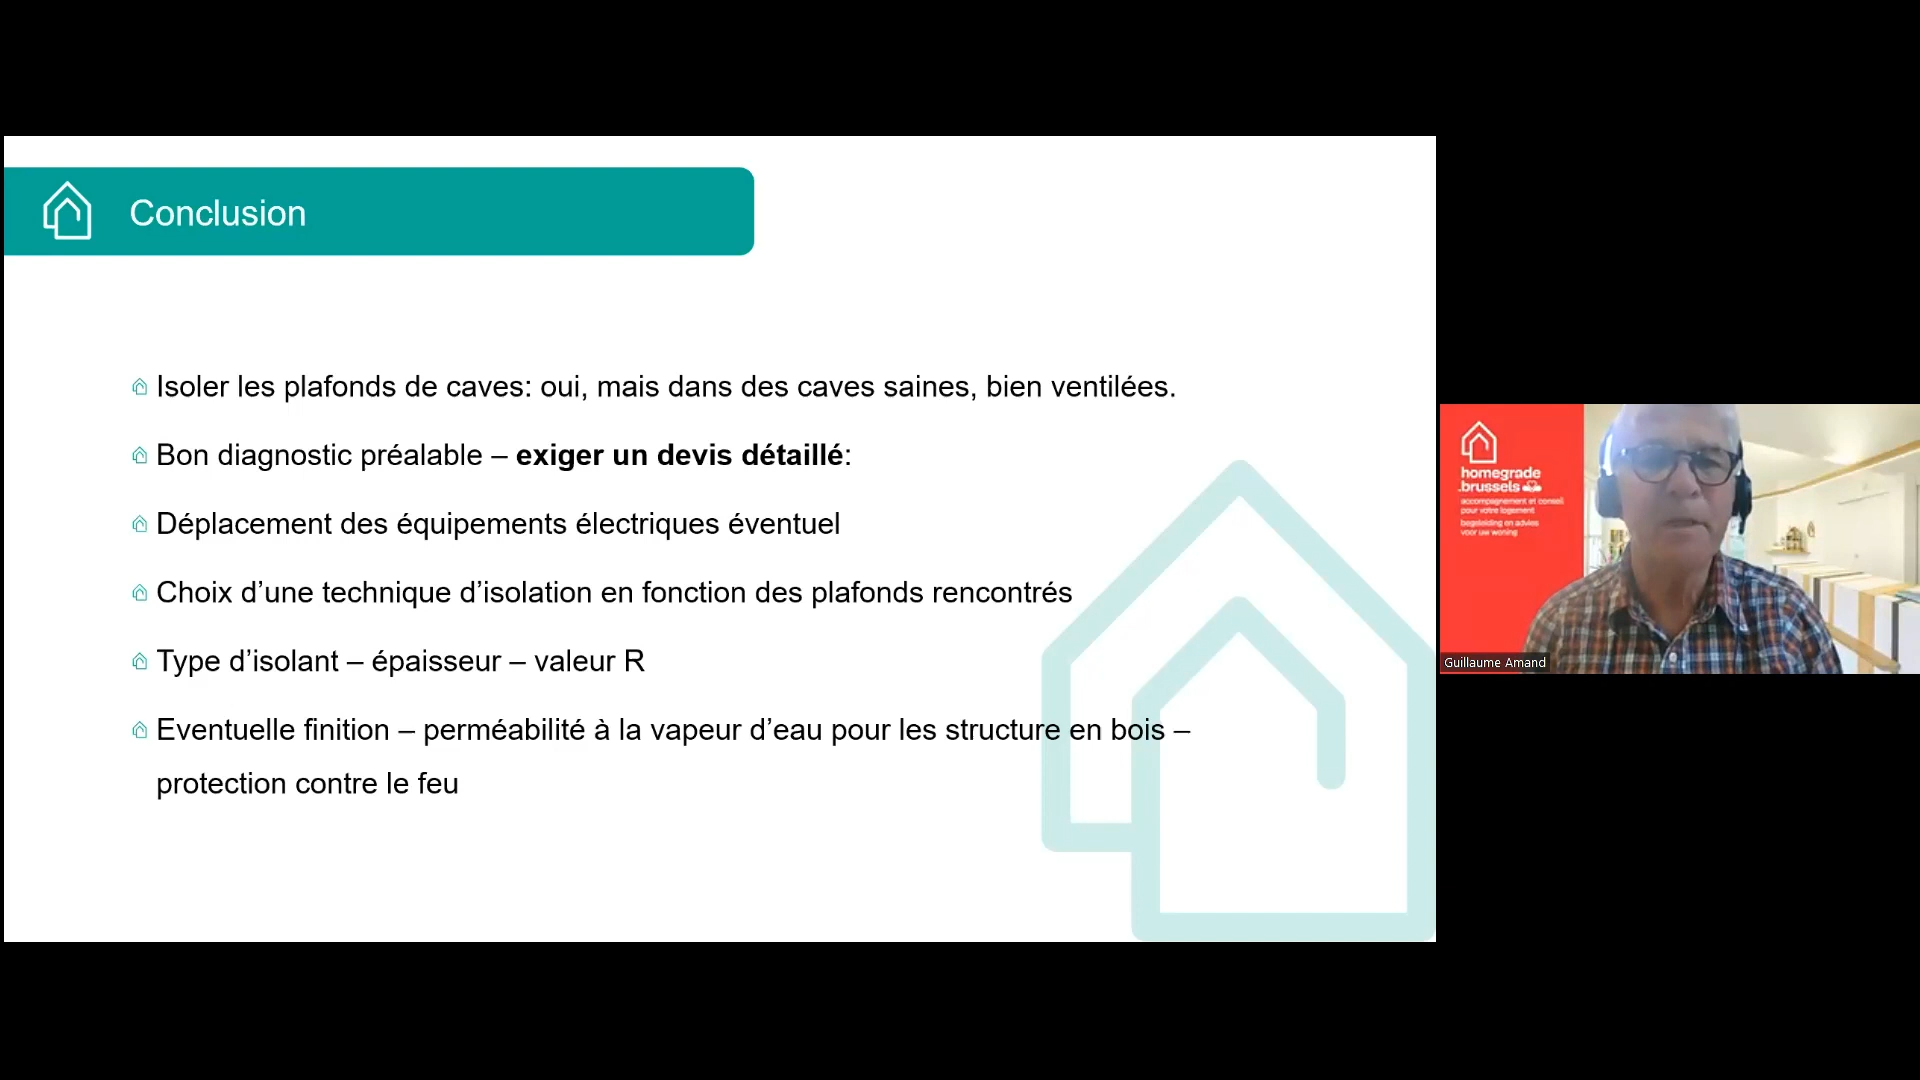 Conclusion
Isoler les plafonds de caves: oui, mais dans des caves saines, bien ventilées.
Bon diagnostic préalable – exiger un devis détaillé:
Déplacement des équipements électriques éventuel
Choix d’une technique d’isolation en fonction des plafonds rencontrés
Type d’isolant – épaisseur – valeur R
Eventuelle finition – perméabilité à la vapeur d’eau pour les structure en bois –
protection contre le feu
homegrade
.brussels
accompagnement et conseil
pour votre logement
begeleiding en advies
voor uw woning
Guillaume Amand